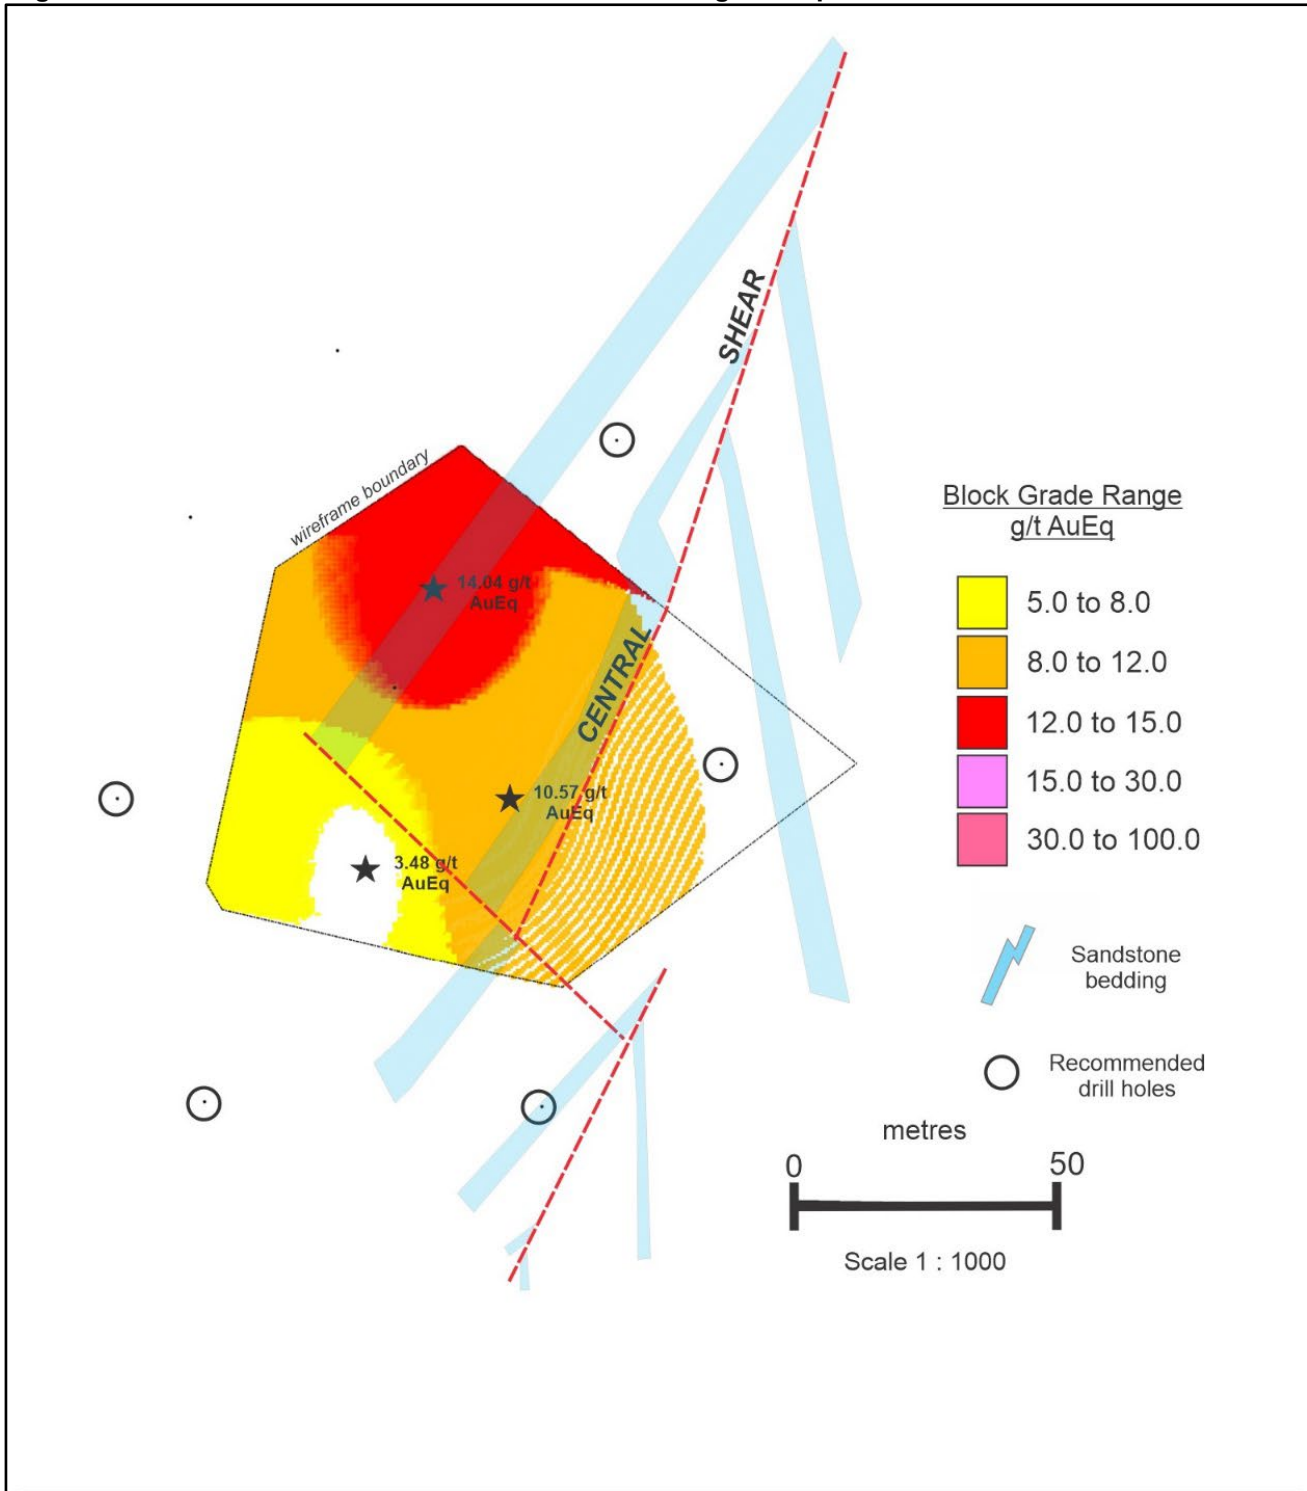 wireframe boundary
SHEAR
14.04 g/t
AuEq
CENTRAL
10.57 g/t
AuEq
3.48 g/t
AuEq
Block Grade Range
g/t AuEq
5.0 to 8.0
8.0 to 12.0
12.0 to 15.0
15.0 to 30.0
30.0 to 100.0
Sandstone
bedding
Recommended
drill holes
metres
0 50
Scale 1 : 1000